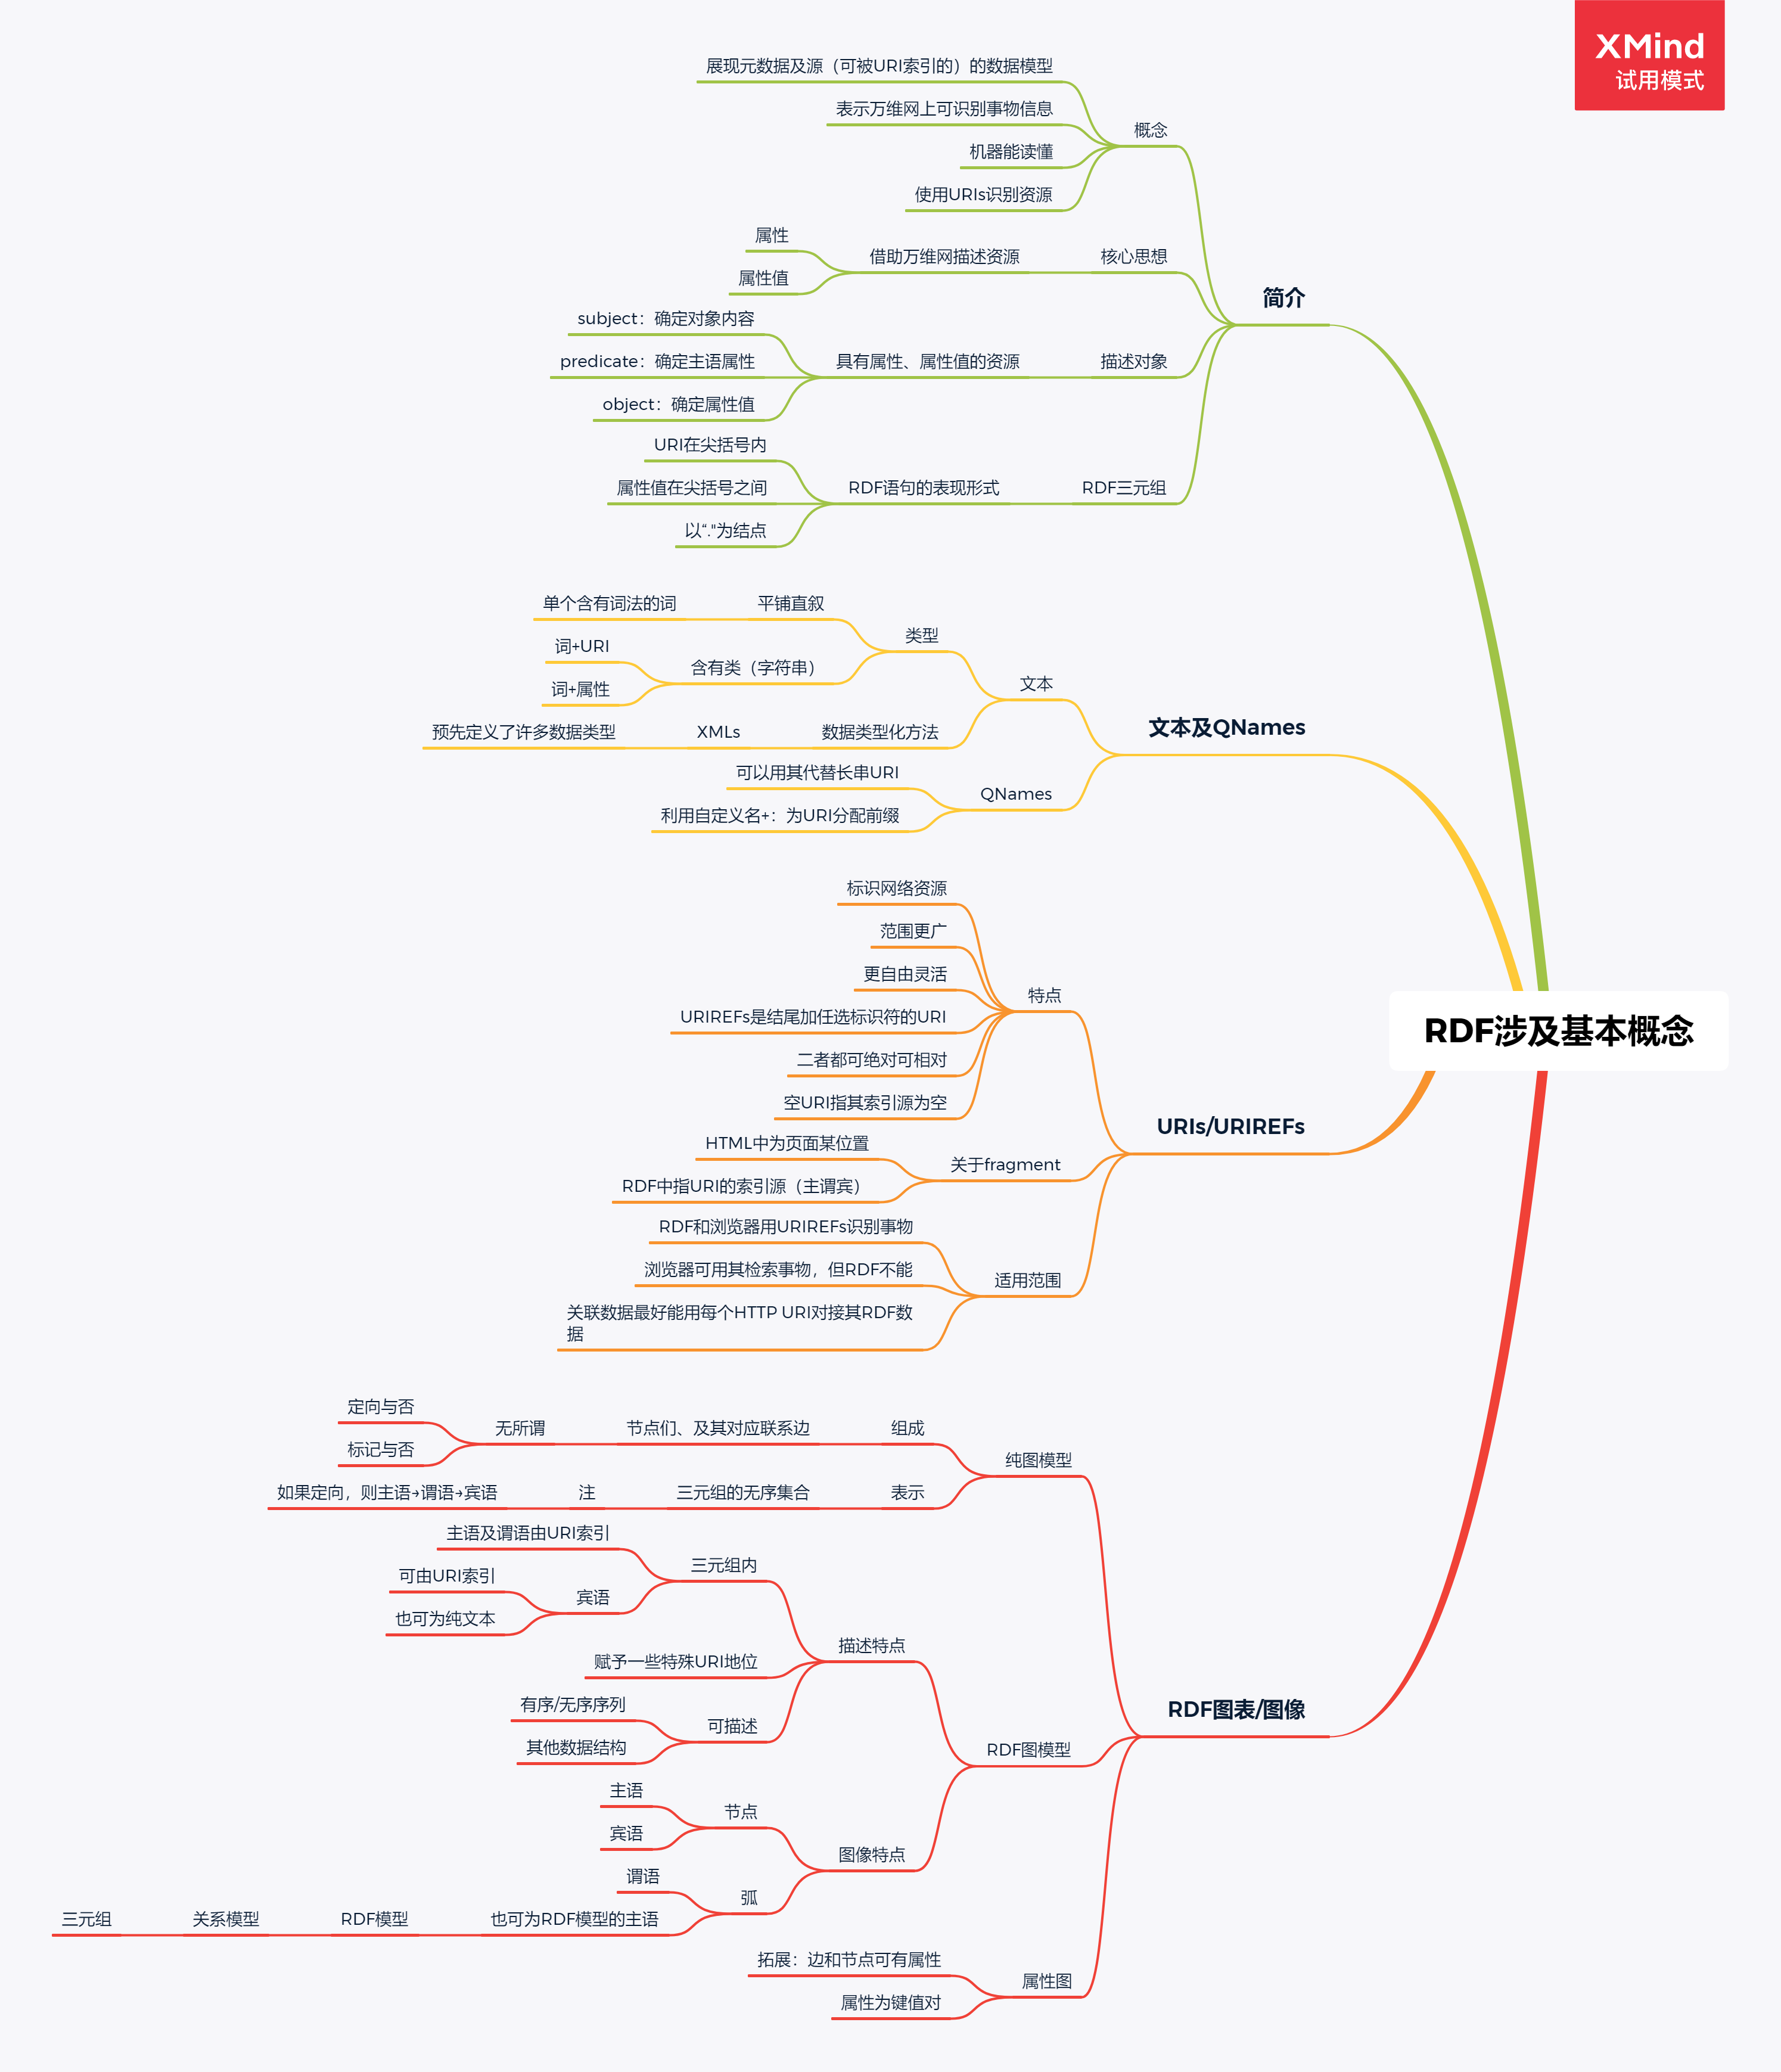 XMind
试用模式
RDF涉及基本概念
简介
概念
展现元数据及源（可被URI索引的）的数据模型
表示万维网上可识别事物信息
机器能读懂
使用URIs识别资源
核心思想
借助万维网描述资源
属性
属性值
描述对象
具有属性、属性值的资源
subject：确定对象内容
predicate：确定主语属性
object：确定属性值
RDF三元组
RDF语句的表现形式
URI在尖括号内
属性值在尖括号之间
以“."为结点
文本及QNames
文本
类型
平铺直叙
单个含有词法的词
含有类（字符串）
词+URI
词+属性
数据类型化方法
XMLs
预先定义了许多数据类型
QNames
可以用其代替长串URI
利用自定义名+：为URI分配前缀
URIs/URIREFs
特点
标识网络资源
范围更广
更自由灵活
URIREFs是结尾加任选标识符的URI
二者都可绝对可相对
空URI指其索引源为空
关于fragment
HTML中为页面某位置
RDF中指URI的索引源（主谓宾）
适用范围
RDF和浏览器用URIREFs识别事物
浏览器可用其检索事物，但RDF不能
关联数据最好能用每个HTTP URI对接其RDF数
据
RDF图表/图像
纯图模型
组成
节点们、及其对应联系边
无所谓
定向与否
标记与否
表示
三元组的无序集合
注
如果定向，则主语→谓语→宾语
RDF图模型
描述特点
三元组内
主语及谓语由URI索引
宾语
可由URI索引
也可为纯文本
赋予一些特殊URI地位
可描述
有序/无序序列
其他数据结构
图像特点
节点
主语
宾语
弧
谓语
也可为RDF模型的主语
RDF模型
关系模型
三元组
属性图
拓展：边和节点可有属性
属性为键值对